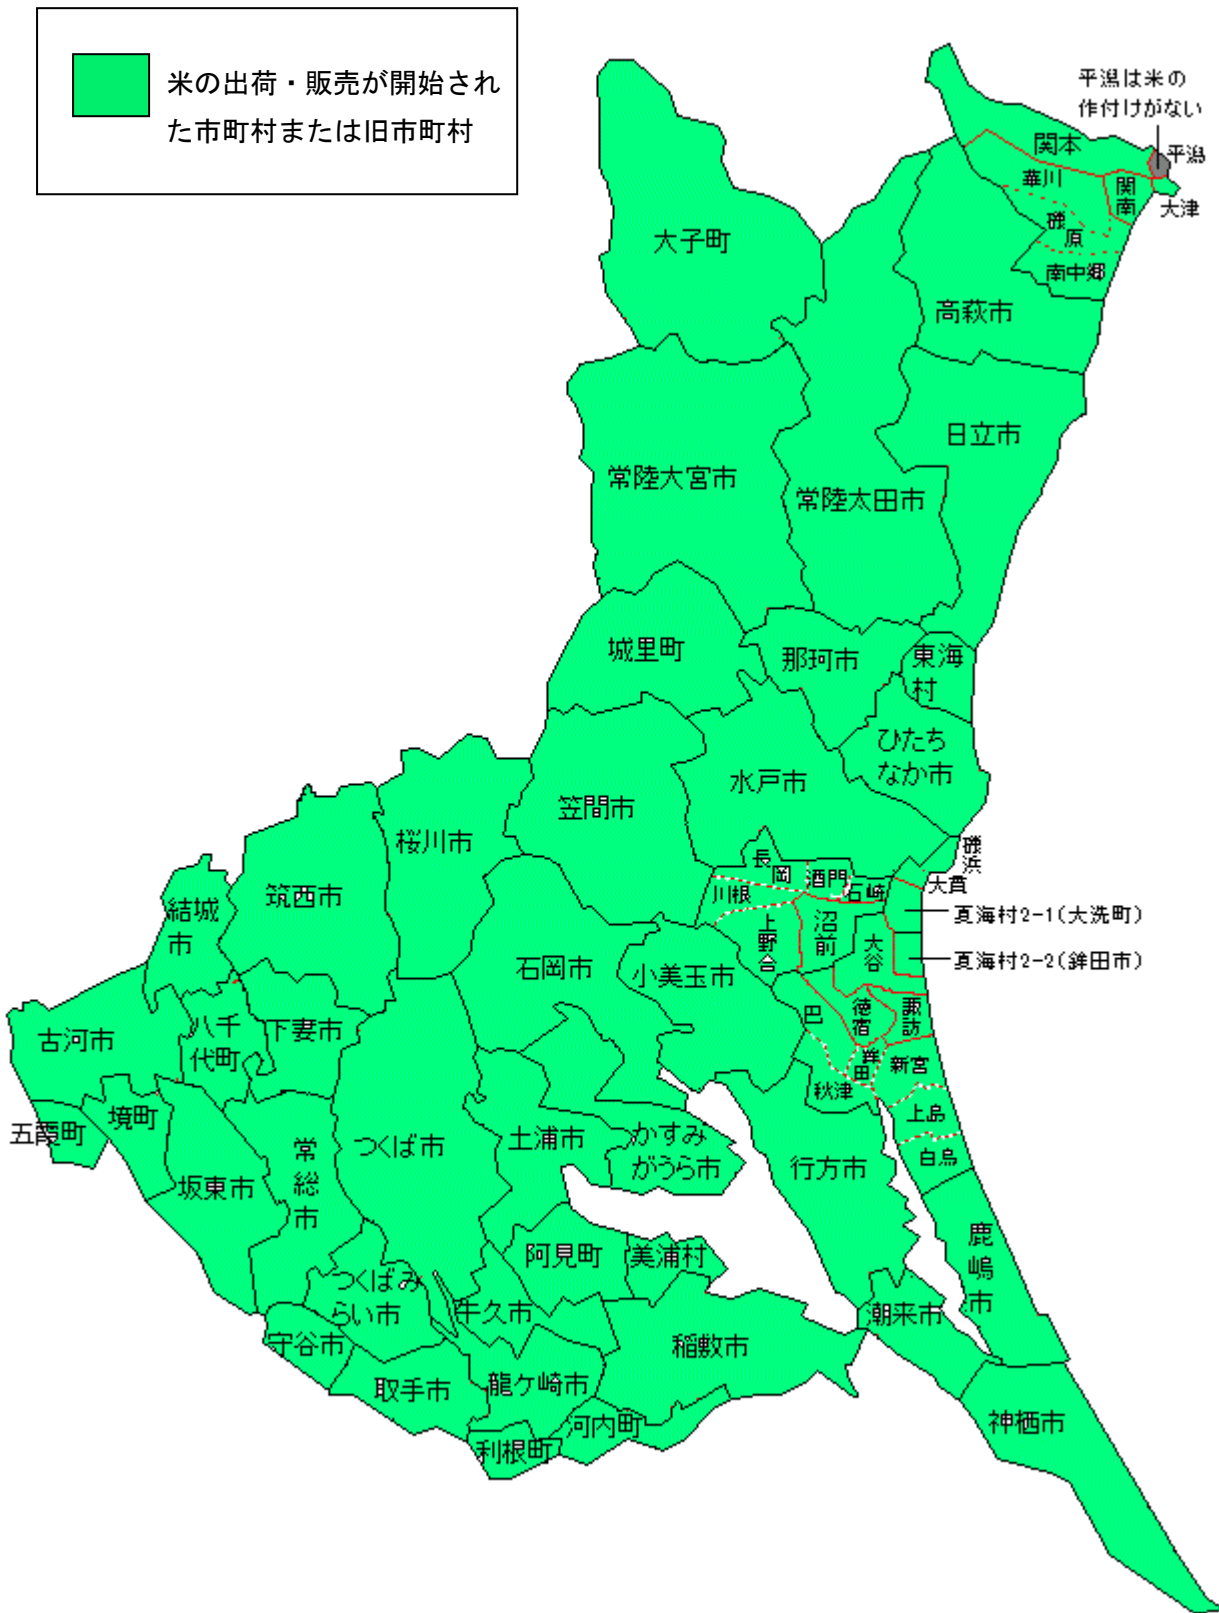 米の出荷・販売が開始され
た市町村または旧市町村
平潟は米の
作付けがない
関本
平潟
華川
関
南
大津
磯
原
大子町
南中郷
高萩市
日立市
常陸大宮市
常陸太田市
城里町
那珂市
東海
村
ひたち
なか市
水戸市
笠間市
桜川市
磯
浜
長
岡
酒門
石崎
大貫
川根
筑西市
結城
市
上
野
合
沼
前
夏海村2-1(大洗町)
大
谷
夏海村2-2(鉾田市)
石岡市
小美玉市
巴
徳
宿
諏
訪
古河市
八千
代町
下妻市
鉾
田
新宮
秋津
上島
境町
五霞町
常
総
市
つくば市
土浦市
かすみ
がうら市
白鳥
行方市
坂東市
鹿
嶋
市
阿見町
美浦村
つくばみ
らい市
牛久市
潮来市
守谷市
稲敷市
取手市
龍ケ崎市
河内町
神栖市
利根町